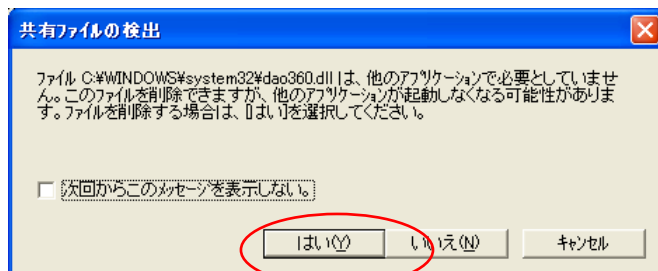 共有ファイルの検出
ファイル C:¥WINDOWS¥system32¥dao360.dll は、他のアプリケーションで必要としていませ
ん。このファイルを削除できますが、他のアプリケーションが起動しなくなる可能性がありま
す。ファイルを削除する場合は、[はい]を選択してください。
次回からこのメッセージを表示しない。
はい(Y) いいえ(N) キャンセル